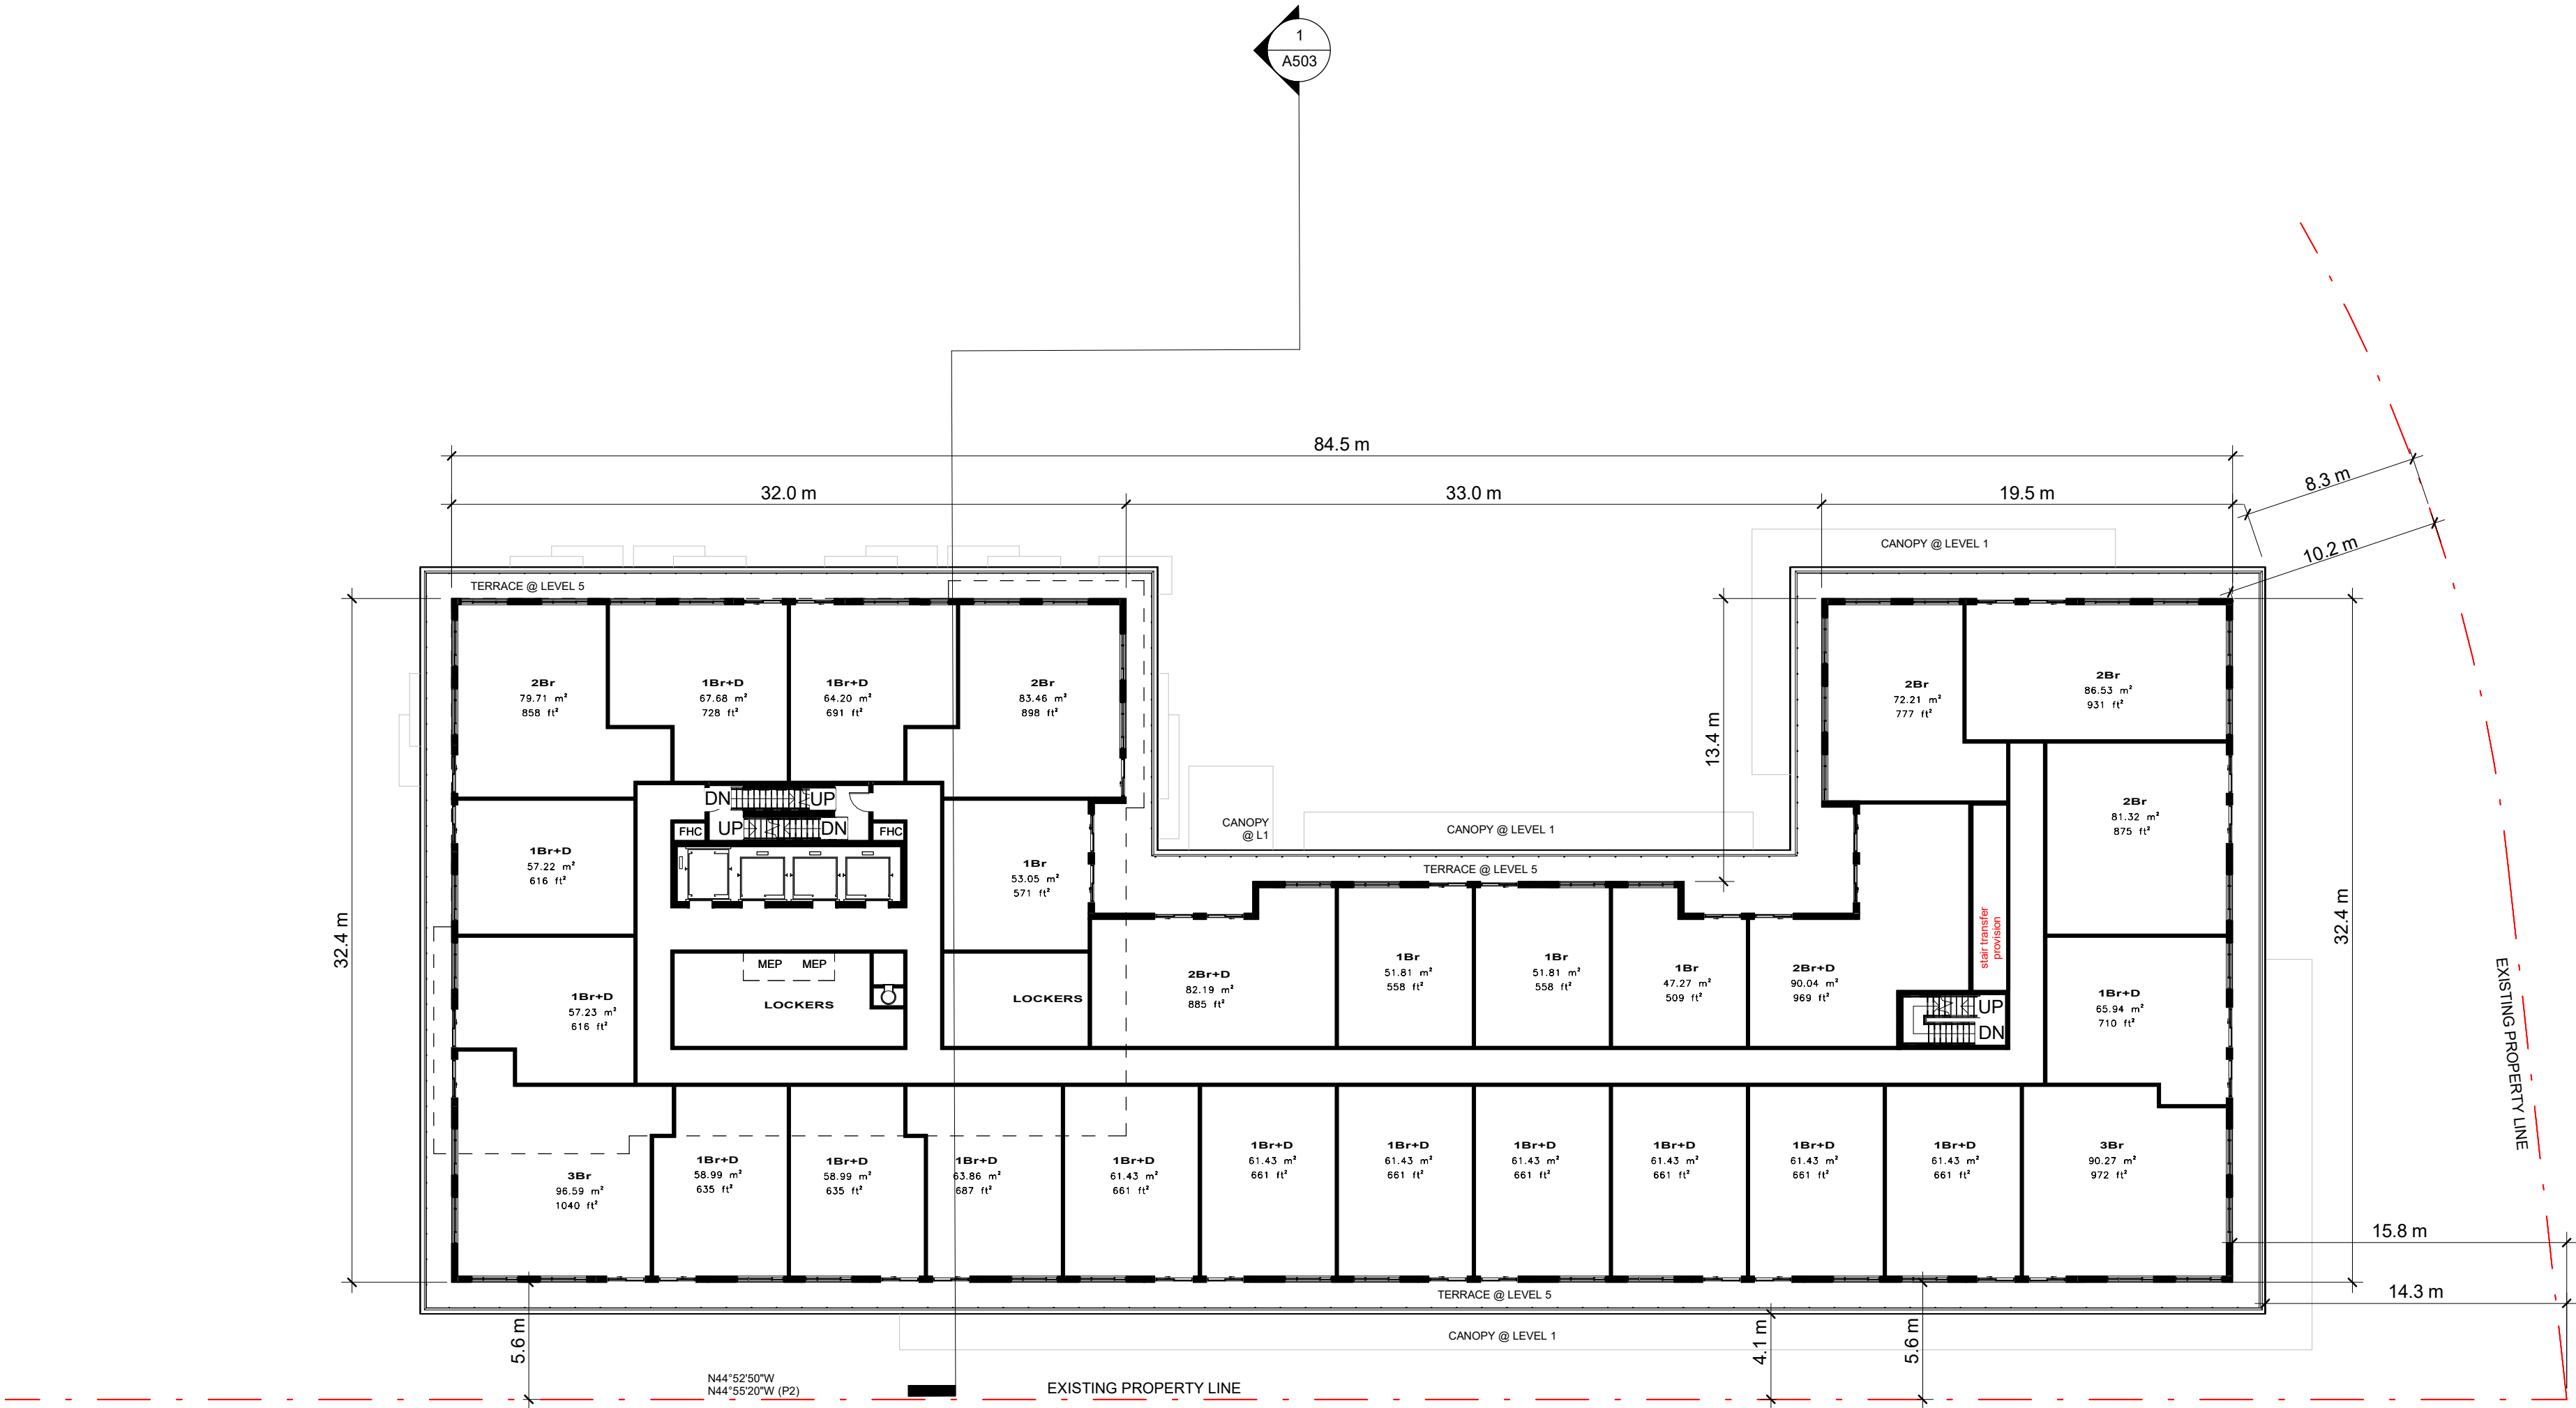 1
A503
84.5 m
32.0 m
33.0 m
19.5 m
8.3 m
10.2 m
CANOPY @ LEVEL 1
TERRACE @ LEVEL 5
2Br
79.71 m²
858 ft²
1Br+D
67.68 m²
728 ft²
1Br+D
64.20 m²
691 ft²
2Br
83.46 m²
898 ft²
2Br
72.21 m²
777 ft²
2Br
86.53 m²
931 ft²
13.4 m
DN
UP
UP
DN
FHC
FHC
CANOPY
@ L1
CANOPY @ LEVEL 1
TERRACE @ LEVEL 5
1Br+D
57.22 m²
616 ft²
1Br
53.05 m²
571 ft²
2Br
81.32 m²
875 ft²
32.4 m
32.4 m
stair transfer
provision
MEP
MEP
LOCKERS
LOCKERS
1Br+D
57.23 m²
616 ft²
2Br+D
82.19 m²
885 ft²
1Br
51.81 m²
558 ft²
1Br
51.81 m²
558 ft²
1Br
47.27 m²
509 ft²
2Br+D
90.04 m²
969 ft²
UP
DN
1Br+D
65.94 m²
710 ft²
EXISTING PROPERTY LINE
3Br
96.59 m²
1040 ft²
1Br+D
58.99 m²
635 ft²
1Br+D
58.99 m²
635 ft²
1Br+D
63.86 m²
687 ft²
1Br+D
61.43 m²
661 ft²
1Br+D
61.43 m²
661 ft²
1Br+D
61.43 m²
661 ft²
1Br+D
61.43 m²
661 ft²
1Br+D
61.43 m²
661 ft²
1Br+D
61.43 m²
661 ft²
1Br+D
61.43 m²
661 ft²
3Br
90.27 m²
972 ft²
15.8 m
14.3 m
TERRACE @ LEVEL 5
CANOPY @ LEVEL 1
5.6 m
4.1 m
5.6 m
N44°52'50"W
N44°55'20"W (P2)
EXISTING PROPERTY LINE